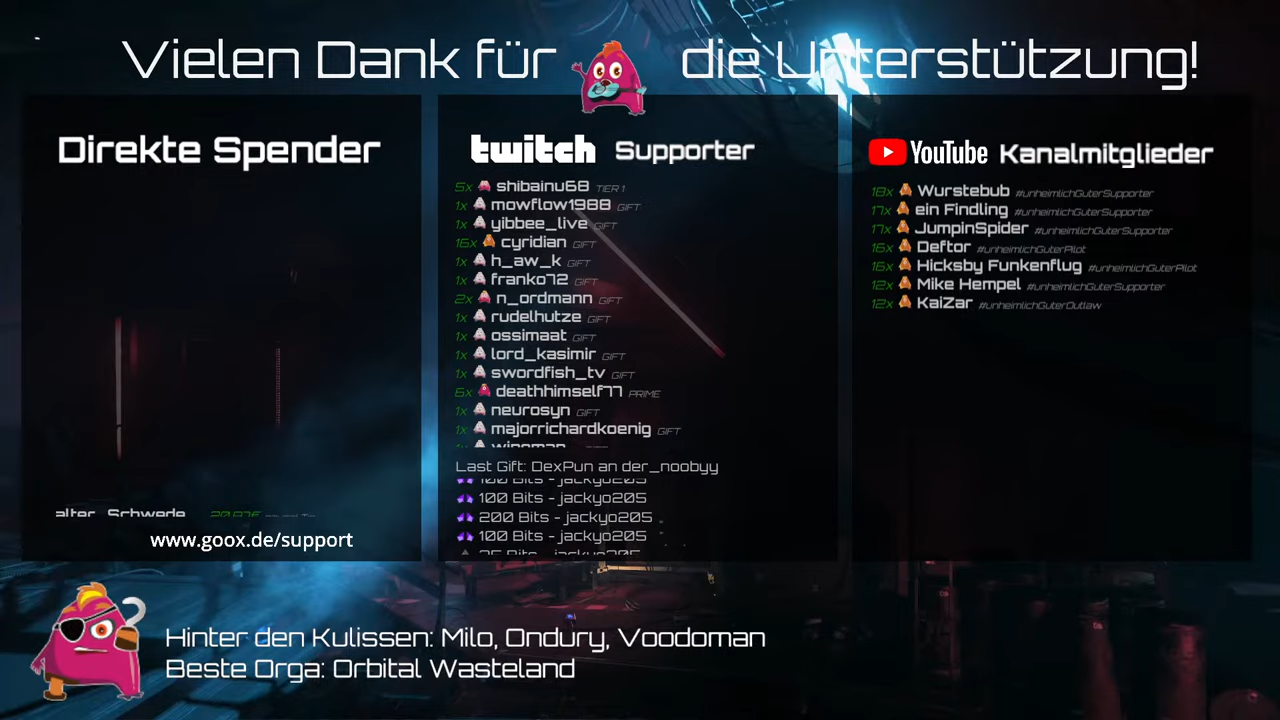 Vielen Dank für die Unterstützung!
Direkte Spender
alter_Schwede
www.goox.de/support
twitch Supporter
5x shibainu68 TIER 1
1x mowflow1988 GIFT
1x yibbee_live GIFT
16x cyridian GIFT
1x h_aw_k GIFT
1x franko72 GIFT
2x n_ordmann GIFT
1x rudelhutze GIFT
1x ossimaat GIFT
1x lord_kasimir GIFT
1x swordfish_tv GIFT
6x deathhimself77 PRIME
1x neurosyn GIFT
1x majorrichardkoenig GIFT
Last Gift: DexPun an der_noobyy
100 Bits - jackyo205
100 Bits - jackyo205
200 Bits - jackyo205
100 Bits - jackyo205
YouTube Kanalmitglieder
18x Wurstebub #unheimlichGuterSupporter
17x ein Findling #unheimlichGuterSupporter
17x JumpinSpider #unheimlichGuterSupporter
16x Deftor #unheimlichGuterPilot
16x Hicksby Funkenflug #unheimlichGuterPilot
12x Mike Hempel #unheimlichGuterSupporter
12x KaiZar #unheimlichGuterOutlaw
Hinter den Kulissen: Milo, Ondury, Voodoman
Beste Orga: Orbital Wasteland